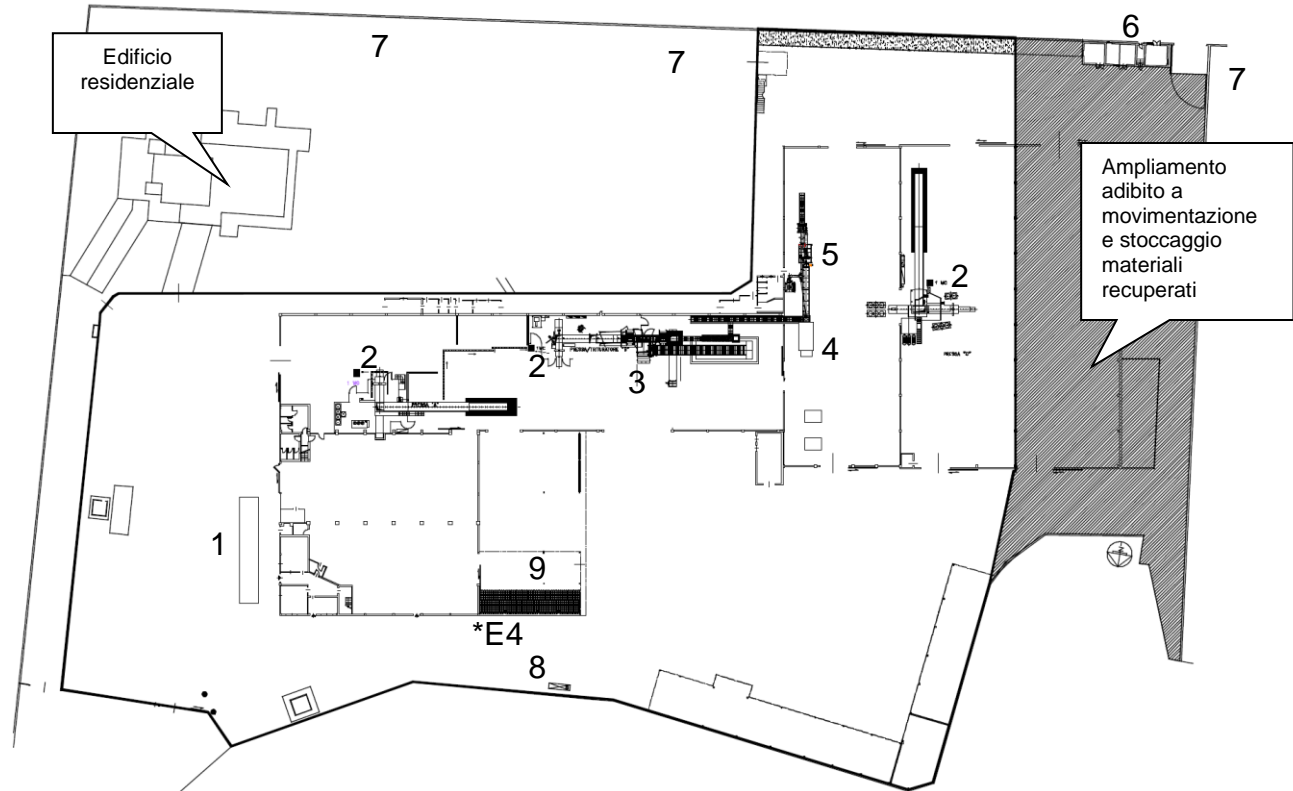 6
7
7
7
Edificio
residenziale
Ampliamento
adibito a
movimentazione
e stoccaggio
materiali
recuperati
5
2
4
2
2
3
PRESSA "A"
1
9
*E4
8